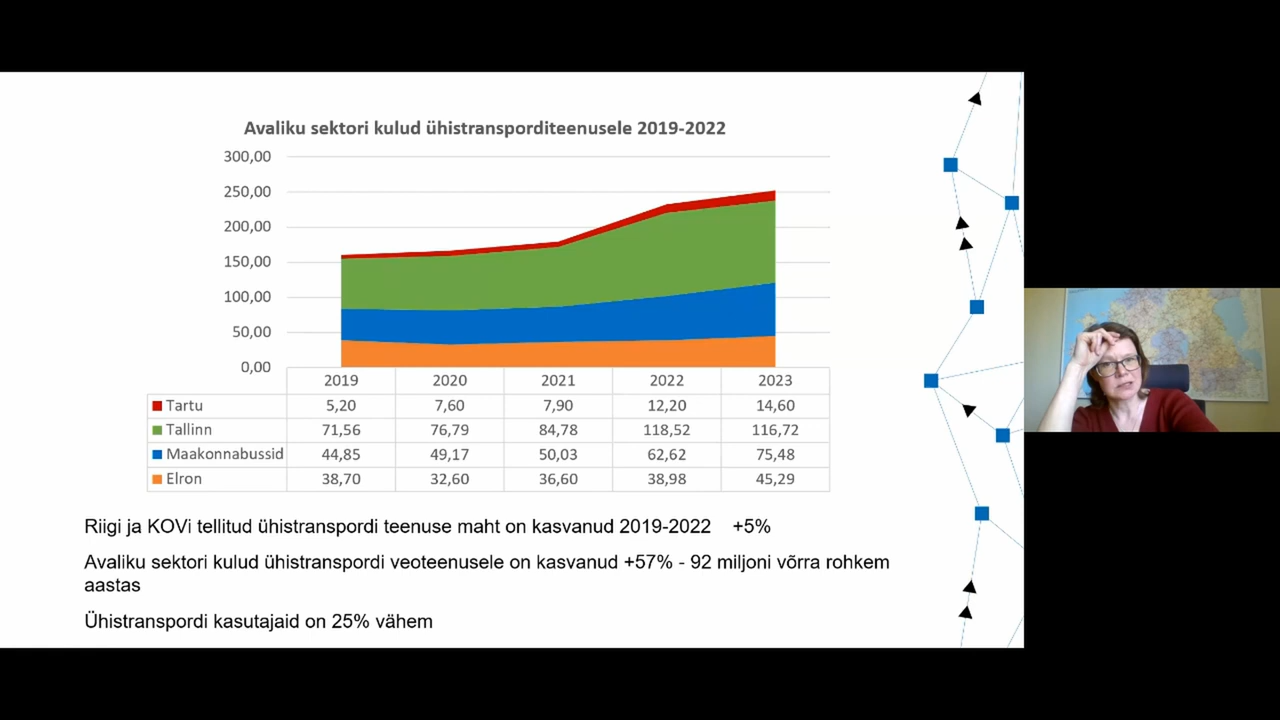 Avaliku sektori kulud ühistransporditeenusele 2019-2022
300,00
250,00
200,00
150,00
100,00
50,00
0,00
2019 2020 2021 2022 2023
Tartu 5,20 7,60 7,90 12,20 14,60
Tallinn 71,56 76,79 84,78 118,52 116,72
Maakonnabussid 44,85 49,17 50,03 62,62 75,48
Elron 38,70 32,60 36,60 38,98 45,29
Riigi ja KOVi tellitud ühistranspordi teenuse maht on kasvanud 2019-2022 +5%
Avaliku sektori kulud ühistranspordi veoteenusele on kasvanud +57% - 92 miljoni võrra rohkem
aastas
Ühistranspordi kasutajaid on 25% vähem